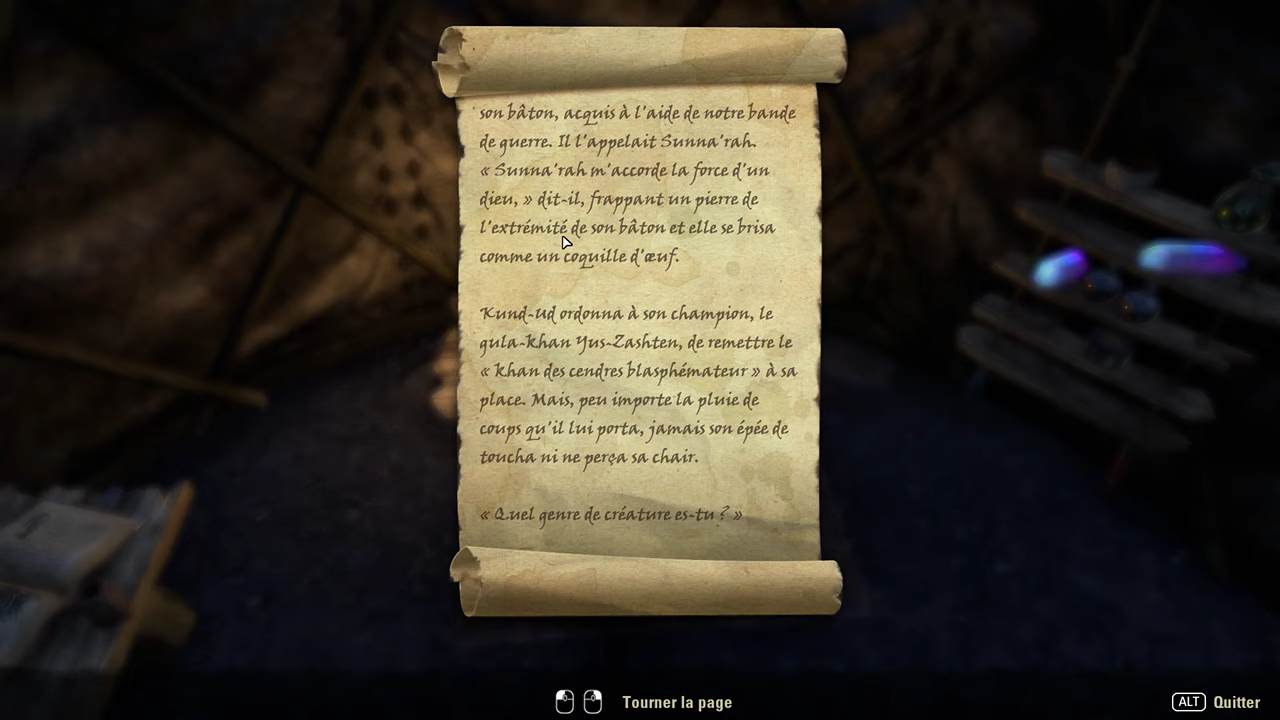 son bâton, acquis à l'aide de notre bande
de guerre. Il l'appelait Sunna'rah.
« Sunna'rah m'accorde la force d'un
dieu, » dit-il, frappant un pierre de
l'extrémité de son bâton et elle se brisa
comme un coquille d'œuf.
Kund-Ud ordonna à son champion, le
gula-khan Yus-Zashten, de remettre le
« khan des cendres blasphémateur » à sa
place. Mais, peu importe la pluie de
coups qu'il lui porta, jamais son épée de
toucha ni ne perça sa chair.
« Quel genre de créature es-tu ? »
Tourner la page
ALT Quitter